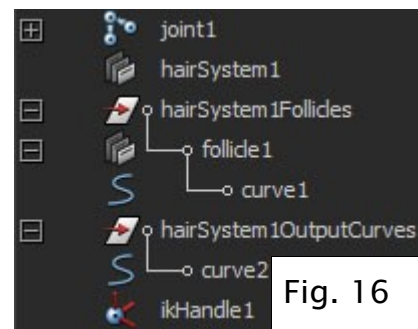 joint1
hairSystem1
hairSystem1Follicles
follicle1
curve1
hairSystem1OutputCurves
curve2
ikHandle1
Fig. 16